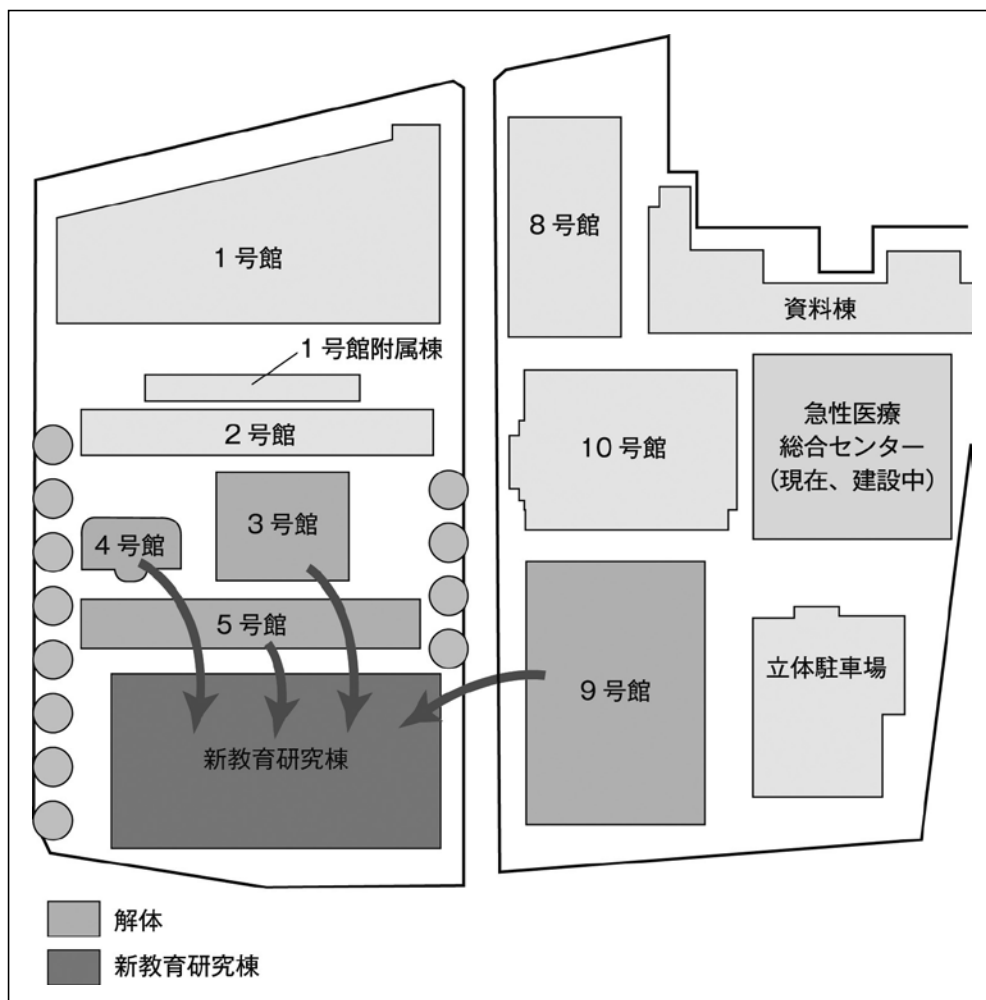 1号館
8号館
資料棟
1号館附属棟
2号館
10号館
急性医療
総合センター
（現在、建設中）
3号館
4号館
5号館
9号館
立体駐車場
新教育研究棟
解体
新教育研究棟